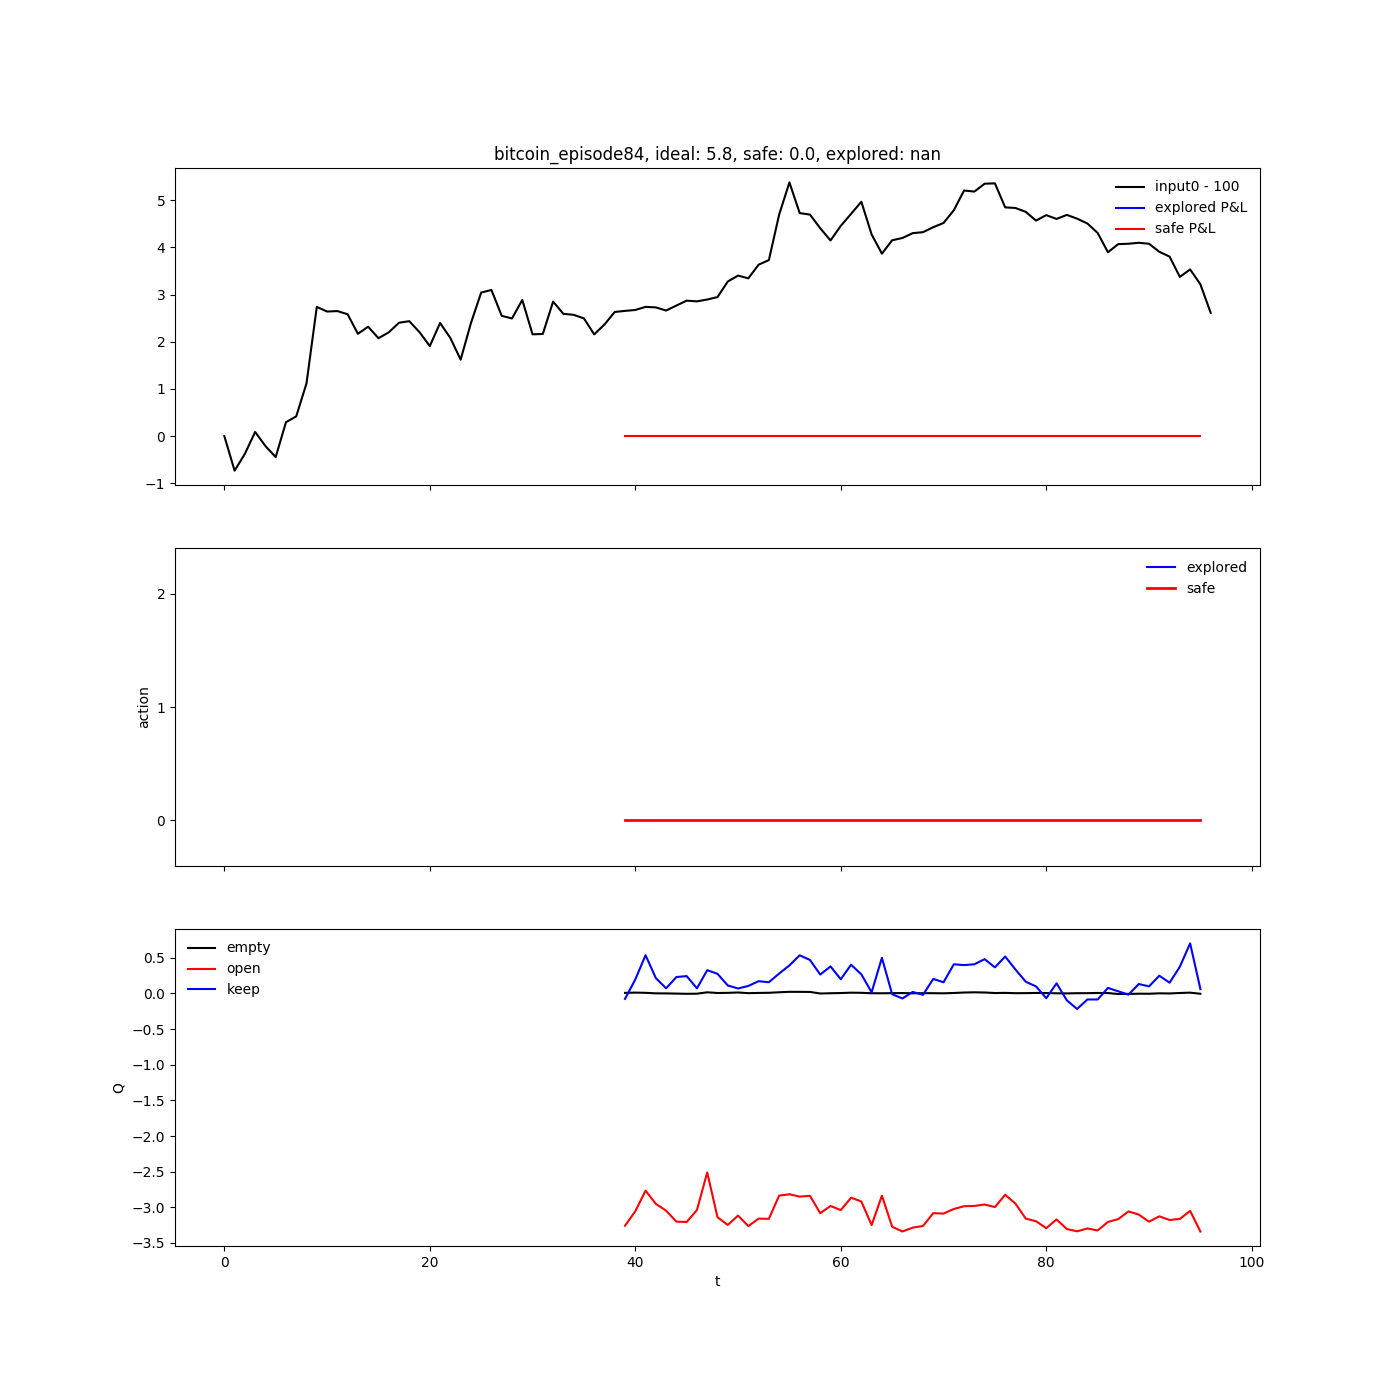 bitcoin_episode84, ideal: 5.8, safe: 0.0, explored: nan
5
4
3
2
1
0
−1
input0 - 100
explored P&L
safe P&L
2
1
0
action
explored
safe
0.5
0.0
−0.5
−1.0
−1.5
−2.0
−2.5
−3.0
−3.5
Q
empty
open
keep
0 20 40 60 80 100
t